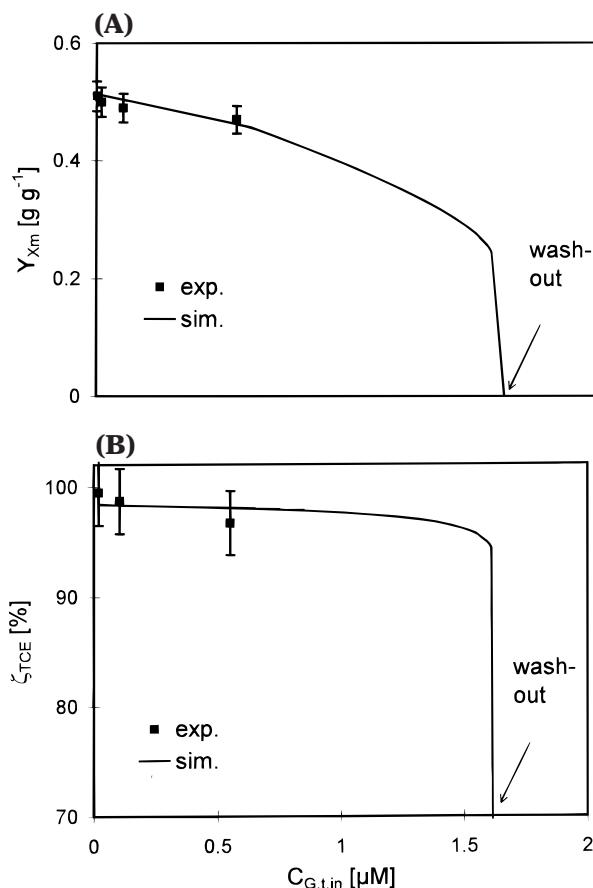 (A)
0.6
0.4
0.2
0
Y_Xm [g g⁻¹]
exp.
sim.
wash-
out
(B)
100
90
80
70
ζ_TCE [%]
exp.
sim.
wash-
out
0
0.5
1
1.5
2
C_G,t,in [µM]